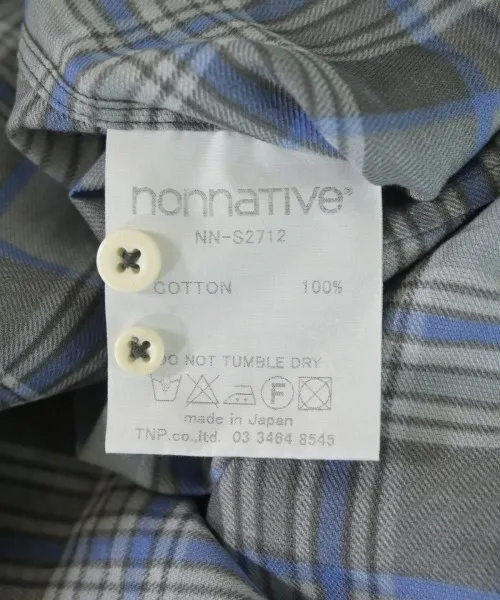 nonnative
NN-S2712
COTTON 100%
DO NOT TUMBLE DRY
F
made in Japan
TNP.co.,ltd. 03 3464 8545